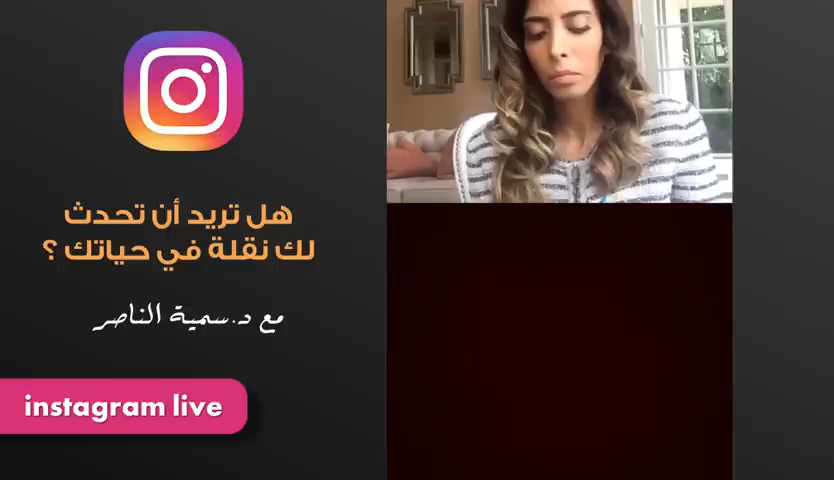 هل تريد أن تحدث
لك نقلة في حياتك ؟
مع د.سمية الناصر
instagram live